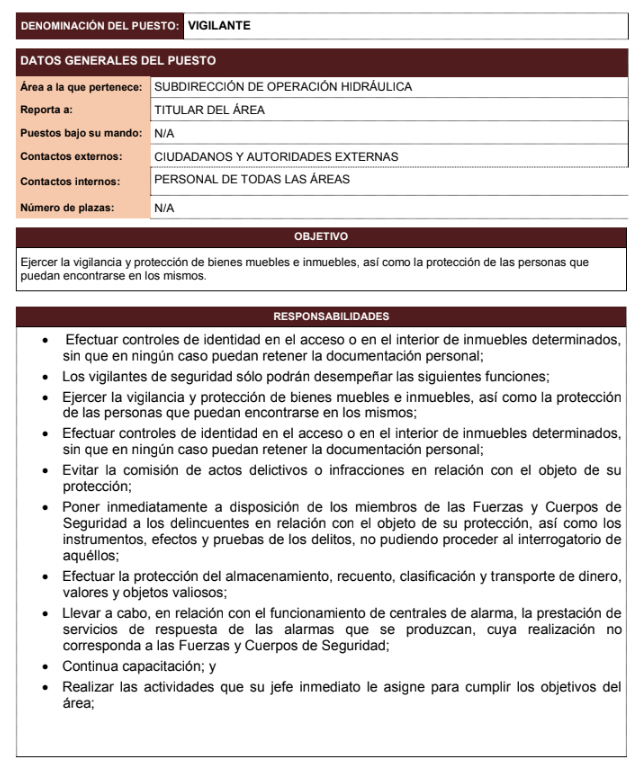 DENOMINACIÓN DEL PUESTO: VIGILANTE
DATOS GENERALES DEL PUESTO
Área a la que pertenece: SUBDIRECCIÓN DE OPERACIÓN HIDRÁULICA
Reporta a: TITULAR DEL ÁREA
Puestos bajo su mando: N/A
Contactos externos: CIUDADANOS Y AUTORIDADES EXTERNAS
Contactos internos: PERSONAL DE TODAS LAS ÁREAS
Número de plazas: N/A
OBJETIVO
Ejercer la vigilancia y protección de bienes muebles e inmuebles, así como la protección de las personas que
puedan encontrarse en los mismos.
RESPONSABILIDADES
• Efectuar controles de identidad en el acceso o en el interior de inmuebles determinados,
sin que en ningún caso puedan retener la documentación personal;
• Los vigilantes de seguridad sólo podrán desempeñar las siguientes funciones;
• Ejercer la vigilancia y protección de bienes muebles e inmuebles, así como la protección
de las personas que puedan encontrarse en los mismos;
• Efectuar controles de identidad en el acceso o en el interior de inmuebles determinados,
sin que en ningún caso puedan retener la documentación personal;
• Evitar la comisión de actos delictivos o infracciones en relación con el objeto de su
protección;
• Poner inmediatamente a disposición de los miembros de las Fuerzas y Cuerpos de
Seguridad a los delincuentes en relación con el objeto de su protección, así como los
instrumentos, efectos y pruebas de los delitos, no pudiendo proceder al interrogatorio de
aquéllos;
• Efectuar la protección del almacenamiento, recuento, clasificación y transporte de dinero,
valores y objetos valiosos;
• Llevar a cabo, en relación con el funcionamiento de centrales de alarma, la prestación de
servicios de respuesta de las alarmas que se produzcan, cuya realización no
corresponda a las Fuerzas y Cuerpos de Seguridad;
• Continua capacitación; y
• Realizar las actividades que su jefe inmediato le asigne para cumplir los objetivos del
área;